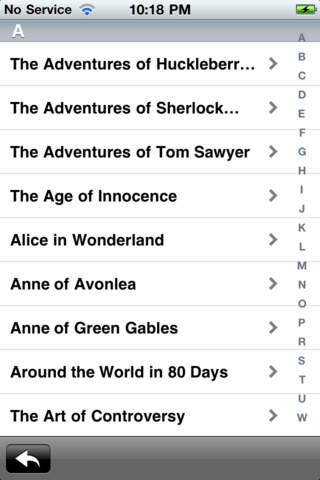 No Service 10:18 PM
A
The Adventures of Huckleberr...
The Adventures of Sherlock...
The Adventures of Tom Sawyer
The Age of Innocence
Alice in Wonderland
Anne of Avonlea
Anne of Green Gables
Around the World in 80 Days
The Art of Controversy
A
B
C
D
E
F
G
H
I
J
K
L
M
N
O
P
R
S
T
U
W